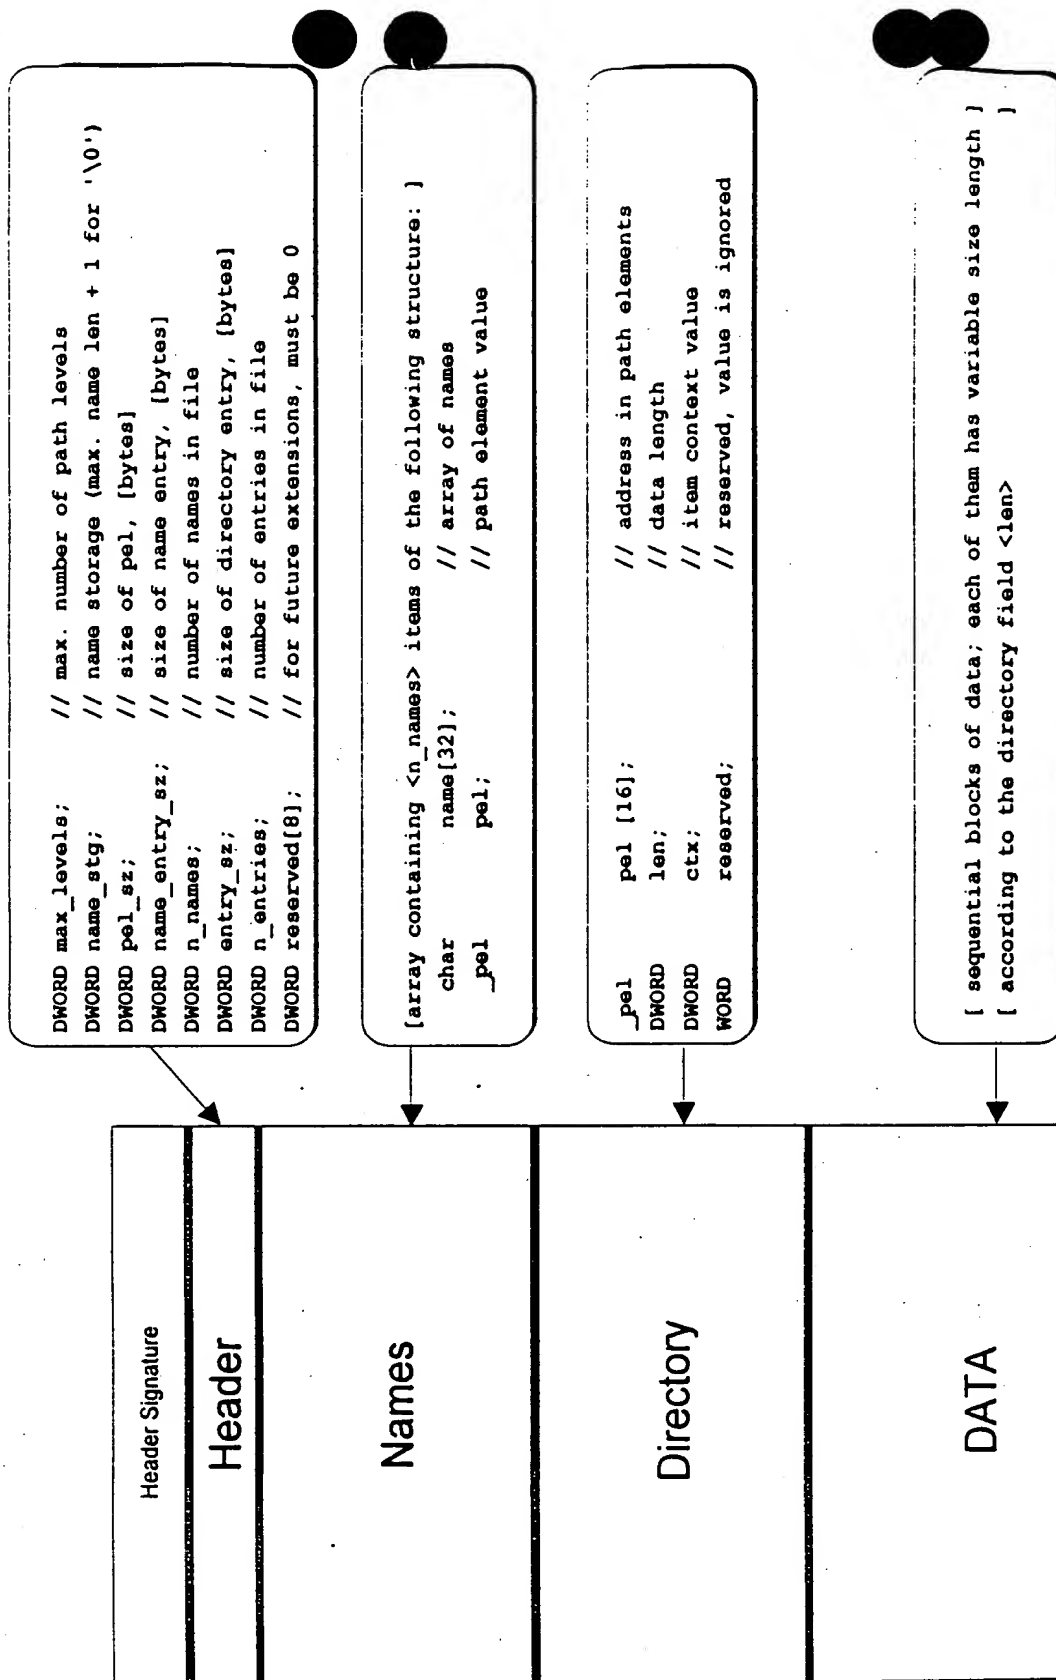 Header Signature
Header
DWORD max_levels; // max. number of path levels
DWORD name_stg; // name storage (max. name len + 1 for '\0')
DWORD pel_sz; // size of pel, [bytes]
DWORD name_entry_sz; // size of name entry, [bytes]
DWORD n_names; // number of names in file
DWORD entry_sz; // size of directory entry, [bytes]
DWORD n_entries; // number of entries in file
DWORD reserved[8]; // for future extensions, must be 0
Names
[array containing <n_names> items of the following structure: ]
char name[32]; // array of names
_pel pel; // path element value
Directory
_pel pel [16]; // address in path elements
DWORD len; // data length
DWORD ctx; // item context value
WORD reserved; // reserved, value is ignored
DATA
[ sequential blocks of data; each of them has variable size length ]
[ according to the directory field <len> ]